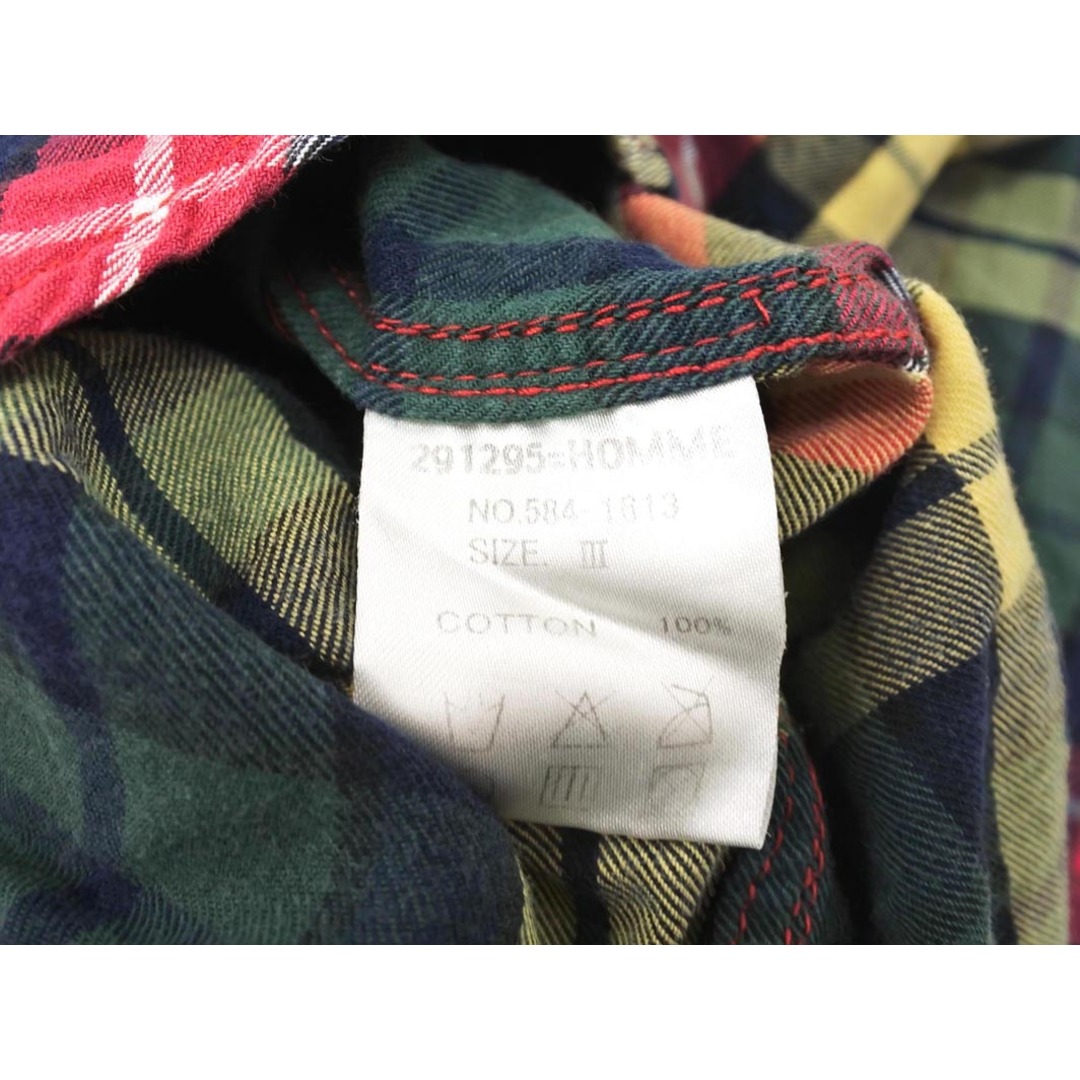 291295=HOMME
NO.584-1613
SIZE. III
COTTON 100%